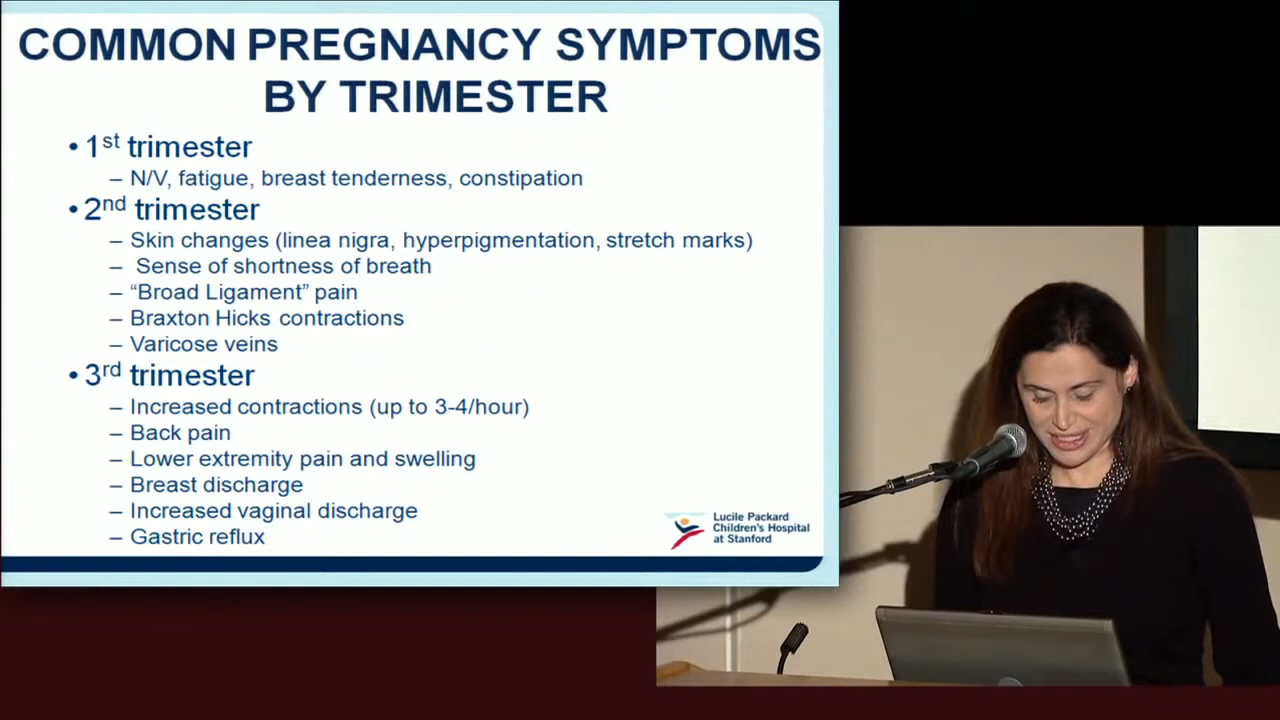 COMMON PREGNANCY SYMPTOMS
BY TRIMESTER
• 1st trimester
– N/V, fatigue, breast tenderness, constipation
• 2nd trimester
– Skin changes (linea nigra, hyperpigmentation, stretch marks)
– Sense of shortness of breath
– “Broad Ligament” pain
– Braxton Hicks contractions
– Varicose veins
• 3rd trimester
– Increased contractions (up to 3-4/hour)
– Back pain
– Lower extremity pain and swelling
– Breast discharge
– Increased vaginal discharge
– Gastric reflux
Lucile Packard
Children's Hospital
at Stanford